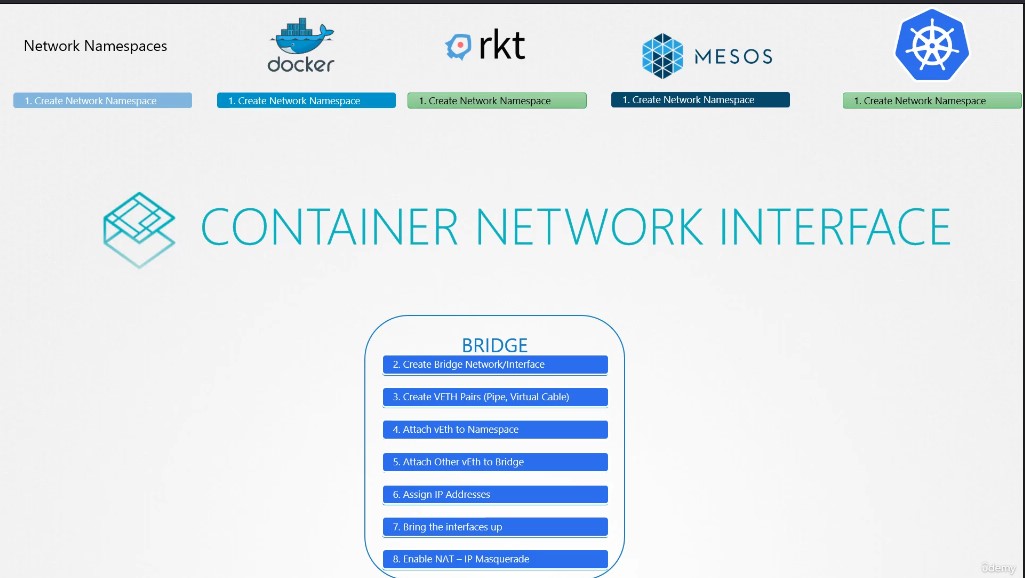 Network Namespaces
docker
rkt
MESOS
1. Create Network Namespace
1. Create Network Namespace
1. Create Network Namespace
1. Create Network Namespace
1. Create Network Namespace
CONTAINER NETWORK INTERFACE
BRIDGE
2. Create Bridge Network/Interface
3. Create VETH Pairs (Pipe, Virtual Cable)
4. Attach vEth to Namespace
5. Attach Other vEth to Bridge
6. Assign IP Addresses
7. Bring the interfaces up
8. Enable NAT – IP Masquerade
ûdemy